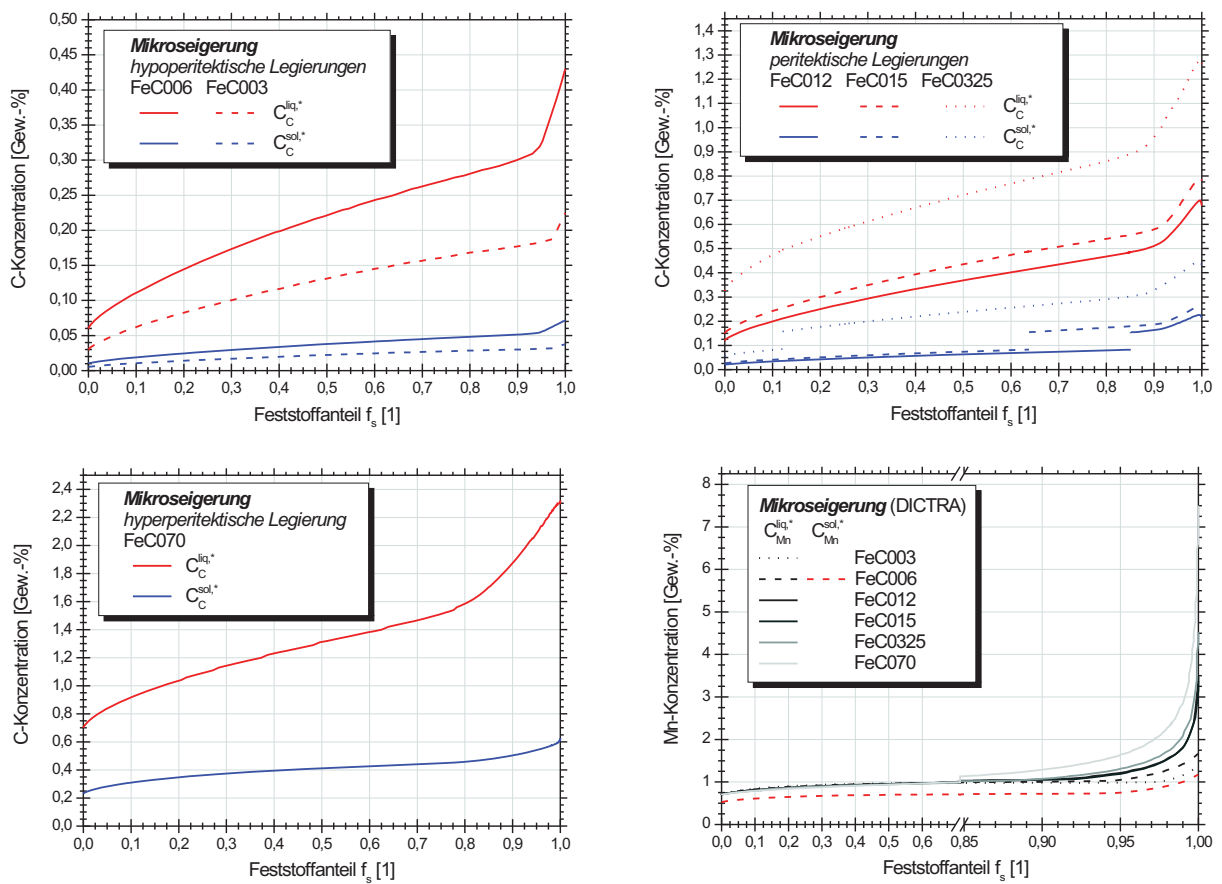 0,50
0,45
0,40
0,35
0,30
0,25
0,20
0,15
0,10
0,05
0,00
C-Konzentration [Gew.-%]
Mikroseigerung
hypoperitektische Legierungen
FeC006 FeC003
C_C^liq,*
C_C^sol,*
0,0 0,1 0,2 0,3 0,4 0,5 0,6 0,7 0,8 0,9 1,0
Feststoffanteil f_s [1]
1,4
1,3
1,2
1,1
1,0
0,9
0,8
0,7
0,6
0,5
0,4
0,3
0,2
0,1
0,0
C-Konzentration [Gew.-%]
Mikroseigerung
peritektische Legierungen
FeC012 FeC015 FeC0325
C_C^liq,*
C_C^sol,*
0,0 0,1 0,2 0,3 0,4 0,5 0,6 0,7 0,8 0,9 1,0
Feststoffanteil f_s [1]
2,4
2,2
2,0
1,8
1,6
1,4
1,2
1,0
0,8
0,6
0,4
0,2
0,0
C-Konzentration [Gew.-%]
Mikroseigerung
hyperperitektische Legierung
FeC070
C_C^liq,*
C_C^sol,*
0,0 0,1 0,2 0,3 0,4 0,5 0,6 0,7 0,8 0,9 1,0
Feststoffanteil f_s [1]
8
7
6
5
4
3
2
1
0
Mn-Konzentration [Gew.-%]
Mikroseigerung (DICTRA)
C_Mn^liq,* C_Mn^sol,*
FeC003
FeC006
FeC012
FeC015
FeC0325
FeC070
0,0 0,2 0,4 0,6 0,85 0,90 0,95 1,00
Feststoffanteil f_s [1]